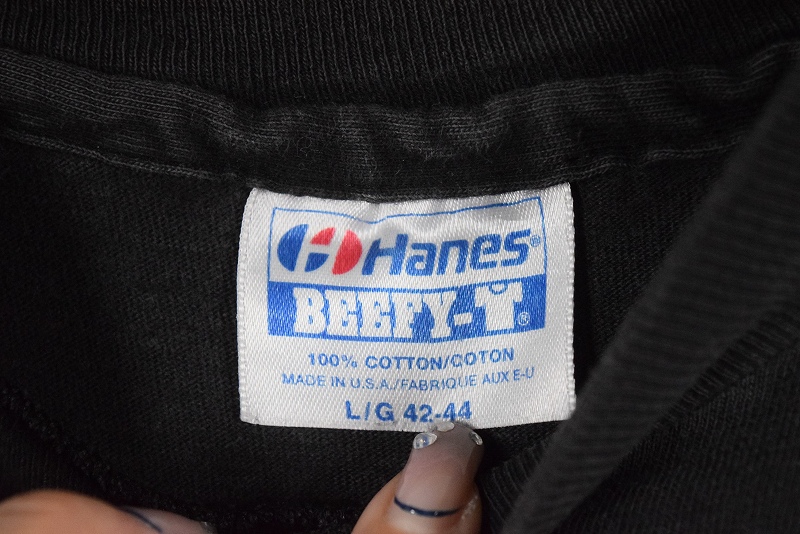 Hanes®
BEEFY-T®
100% COTTON/COTON
MADE IN U.S.A./FABRIQUE AUX E-U
L/G 42-44